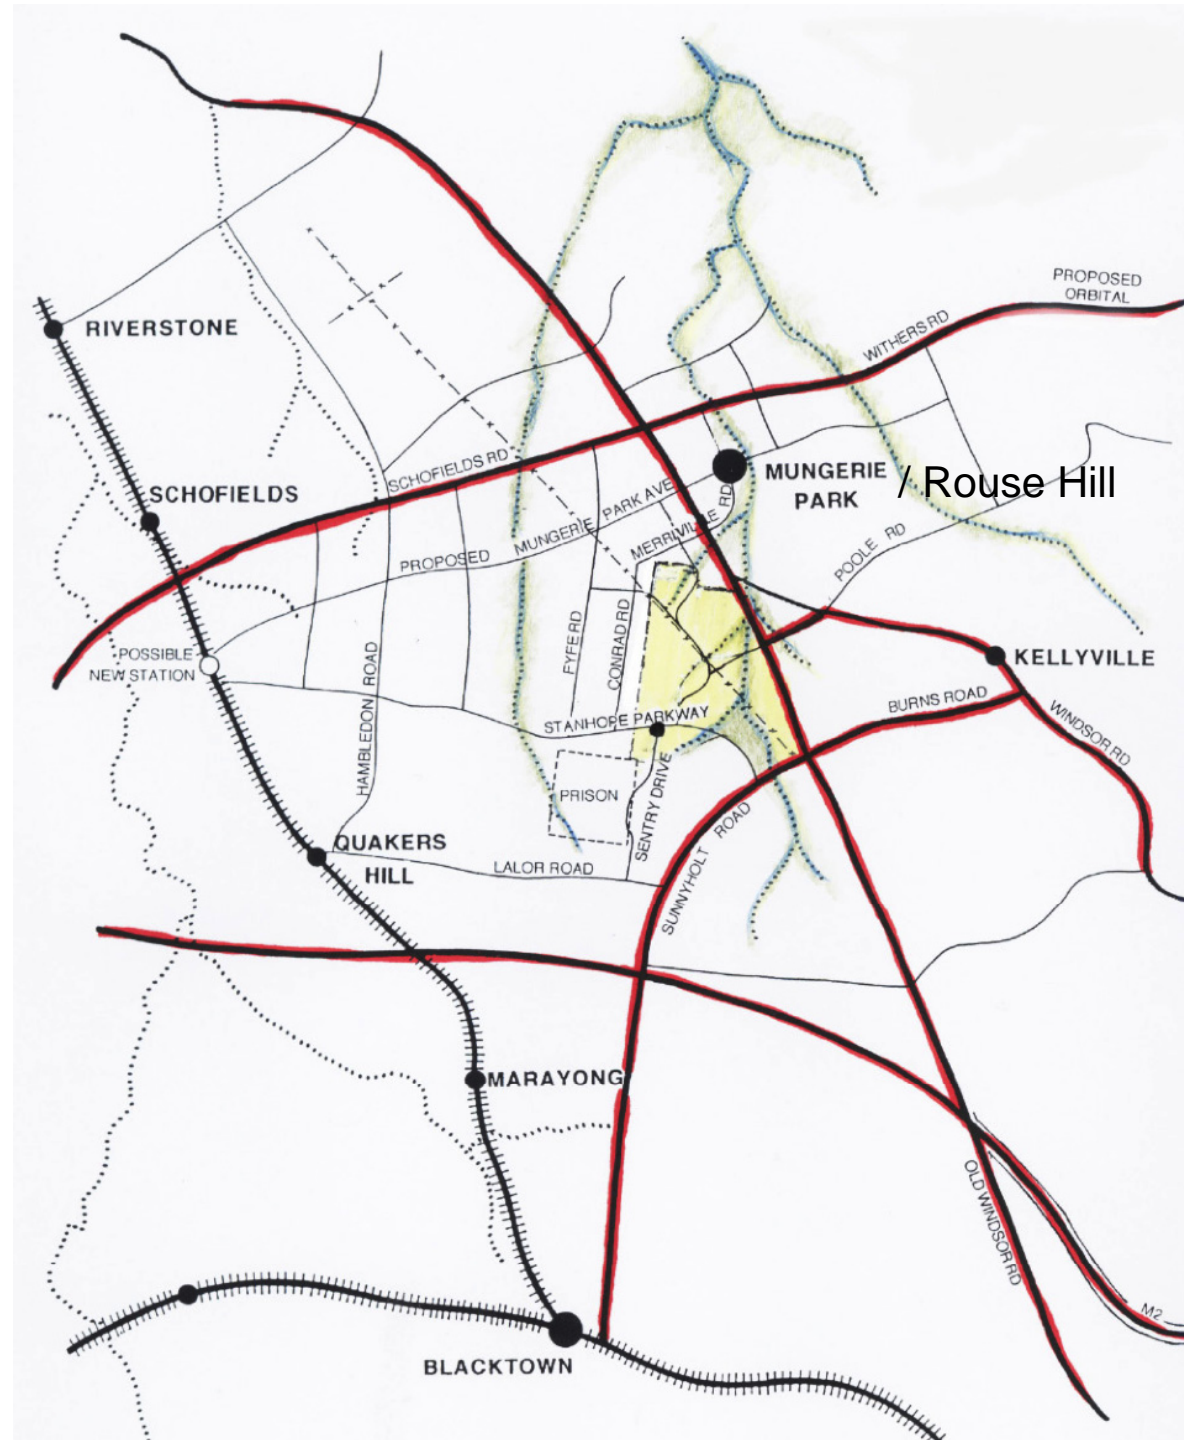 PROPOSED
ORBITAL
WITHERS RD
RIVERSTONE
SCHOFIELDS RD
SCHOFIELDS
MUNGERIE
PARK
/ Rouse Hill
PROPOSED MUNGERIE PARK AVE
MERRIVILLE RD
POOLE RD
FYFE RD
CONRAD RD
HAMBLEDON ROAD
POSSIBLE
NEW STATION
KELLYVILLE
BURNS ROAD
WINDSOR RD
STANHOPE PARKWAY
PRISON
SENTRY DRIVE
SUNNYHOLT ROAD
QUAKERS
HILL
LALOR ROAD
MARAYONG
OLD WINDSOR RD
M2
BLACKTOWN